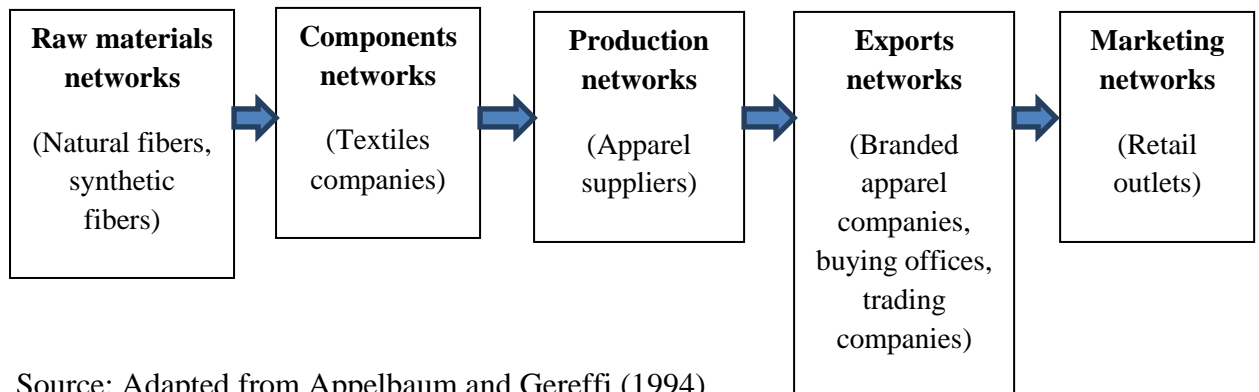 Raw materials
networks
(Natural fibers,
synthetic
fibers)
Components
networks
(Textiles
companies)
Production
networks
(Apparel
suppliers)
Exports
networks
(Branded
apparel
companies,
buying offices,
trading
companies)
Marketing
networks
(Retail
outlets)
Source: Adapted from Appelbaum and Gereffi (1994)